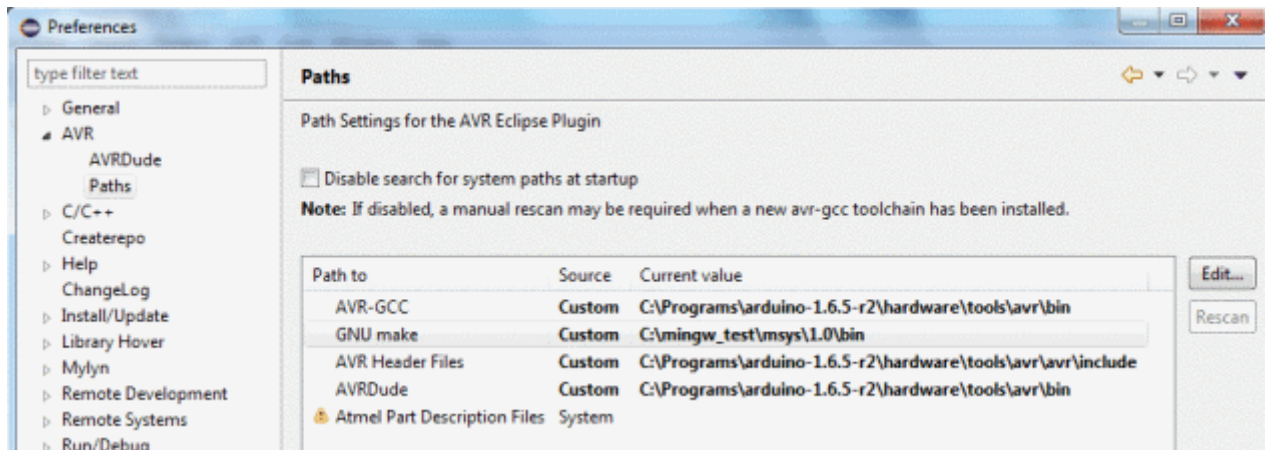 Preferences
type filter text
General
AVR
AVRDude
Paths
C/C++
Createrepo
Help
ChangeLog
Install/Update
Library Hover
Mylyn
Remote Development
Remote Systems
Run/Debug
Paths
Path Settings for the AVR Eclipse Plugin
Disable search for system paths at startup
Note: If disabled, a manual rescan may be required when a new avr-gcc toolchain has been installed.
Path to Source Current value
AVR-GCC Custom C:\Programs\arduino-1.6.5-r2\hardware\tools\avr\bin
GNU make Custom C:\mingw_test\msys\1.0\bin
AVR Header Files Custom C:\Programs\arduino-1.6.5-r2\hardware\tools\avr\avr\include
AVRDude Custom C:\Programs\arduino-1.6.5-r2\hardware\tools\avr\bin
Atmel Part Description Files System
Edit...
Rescan